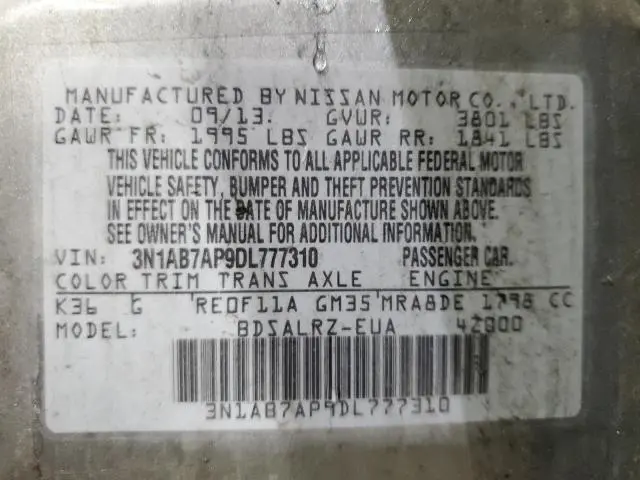 MANUFACTURED BY NISSAN MOTOR CO., LTD.
DATE: 09/13. GVWR: 3801 LBS
GAWR FR: 1995 LBS GAWR RR: 1841 LBS
THIS VEHICLE CONFORMS TO ALL APPLICABLE FEDERAL MOTOR
VEHICLE SAFETY, BUMPER AND THEFT PREVENTION STANDARDS
IN EFFECT ON THE DATE OF MANUFACTURE SHOWN ABOVE.
SEE OWNER'S MANUAL FOR ADDITIONAL INFORMATION.
VIN: 3N1AB7AP9DL777310 PASSENGER CAR.
COLOR TRIM TRANS AXLE ENGINE
K36 G RE0F11A GM35 MRA8DE 1798 CC
MODEL: BDSALRZ-EUA 42000
3N1AB7AP9DL777310